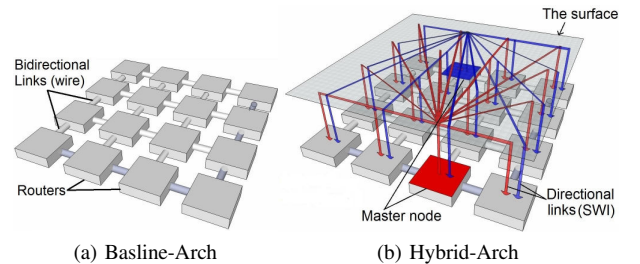 Bidirectional
Links (wire)
Routers
(a) Basline-Arch
The surface
Master node
Directional
links (SWI)
(b) Hybrid-Arch